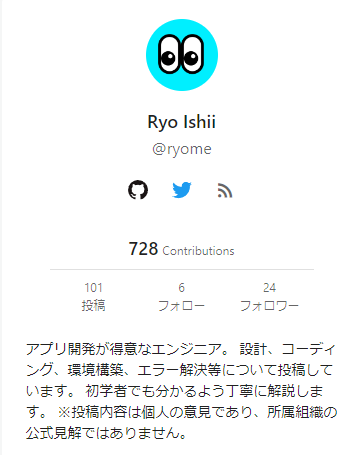 Ryo Ishii
@ryome
728 Contributions
101 6 24
投稿 フォロー フォロワー
アプリ開発が得意なエンジニア。 設計、コーディ
ング、環境構築、エラー解決等について投稿して
います。 初学者でも分かるよう丁寧に解説しま
す。 ※投稿内容は個人の意見であり、所属組織の
公式見解ではありません。